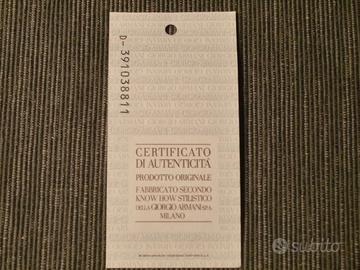 D-391038811
CERTIFICATO
DI AUTENTICITÀ
PRODOTTO ORIGINALE
FABBRICATO SECONDO
KNOW HOW STILISTICO
DELLA GIORGIO ARMANI S.P.A.
MILANO
subito